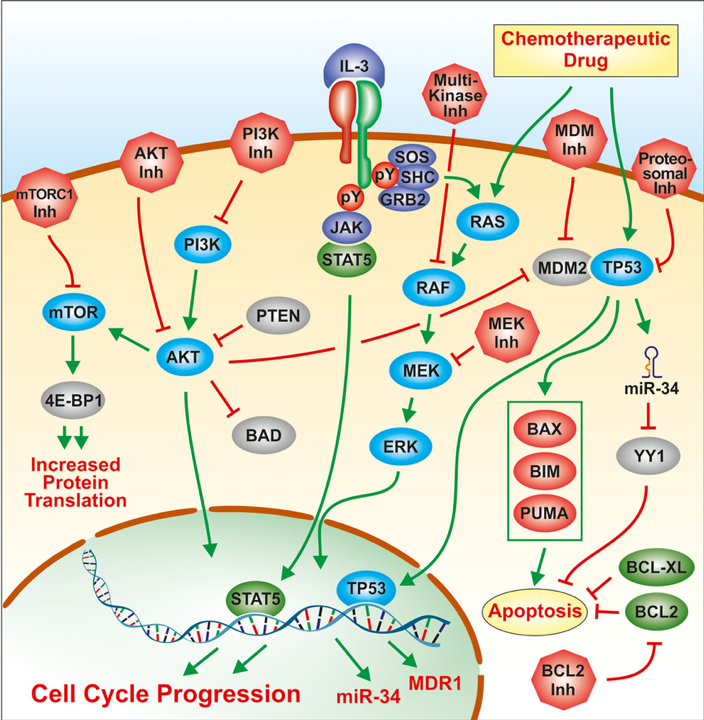 Chemotherapeutic
Drug
IL-3
Multi-
Kinase
Inh
PI3K
Inh
AKT
Inh
mTORC1
Inh
MDM
Inh
Proteo-
somal
Inh
SOS
pY
SHC
GRB2
pY
JAK
STAT5
RAS
PI3K
MDM2
TP53
RAF
mTOR
PTEN
MEK
Inh
AKT
MEK
miR-34
4E-BP1
BAD
ERK
BAX
BIM
PUMA
YY1
Increased
Protein
Translation
BCL-XL
BCL2
Apoptosis
STAT5
TP53
BCL2
Inh
Cell Cycle Progression
miR-34
MDR1